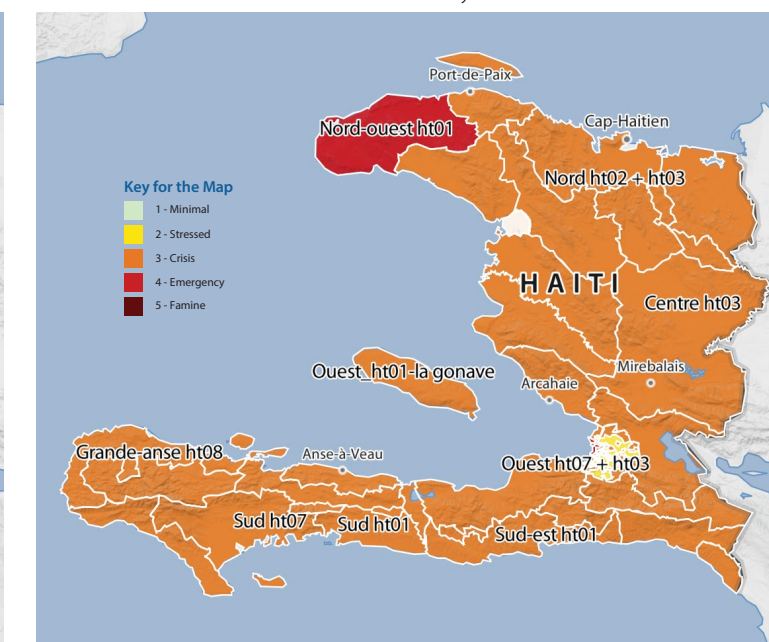 Port-de-Paix
Nord-ouest ht01
Cap-Haitien
Nord ht02 + ht03
Key for the Map
1 - Minimal
2 - Stressed
3 - Crisis
4 - Emergency
5 - Famine
HAITI
Centre ht03
Ouest_ht01-la gonave
Mirebalais
Arcahaie
Grande-anse ht08
Anse-à-Veau
Ouest ht07 + ht03
Sud ht07
Sud ht01
Sud-est ht01